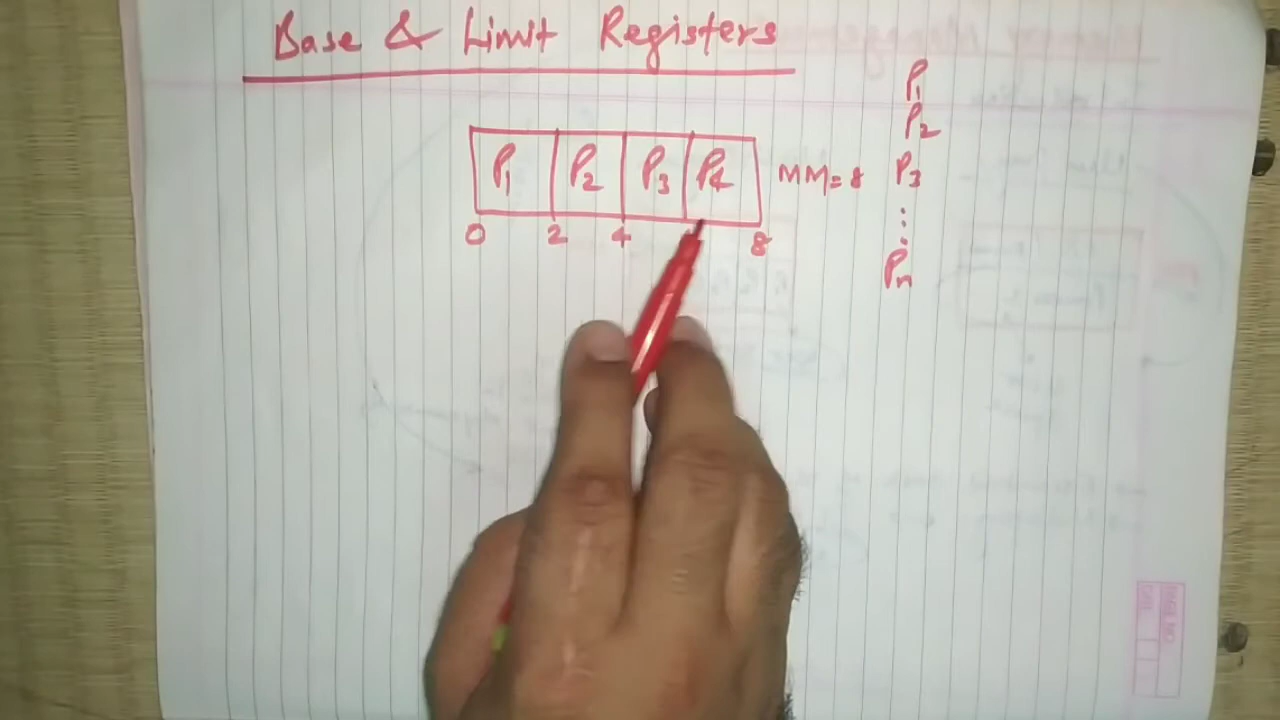 Base & Limit Registers
P1
P2
P1 P2 P3 P4 MM=8 P3
0 2 4 8
:
Pn